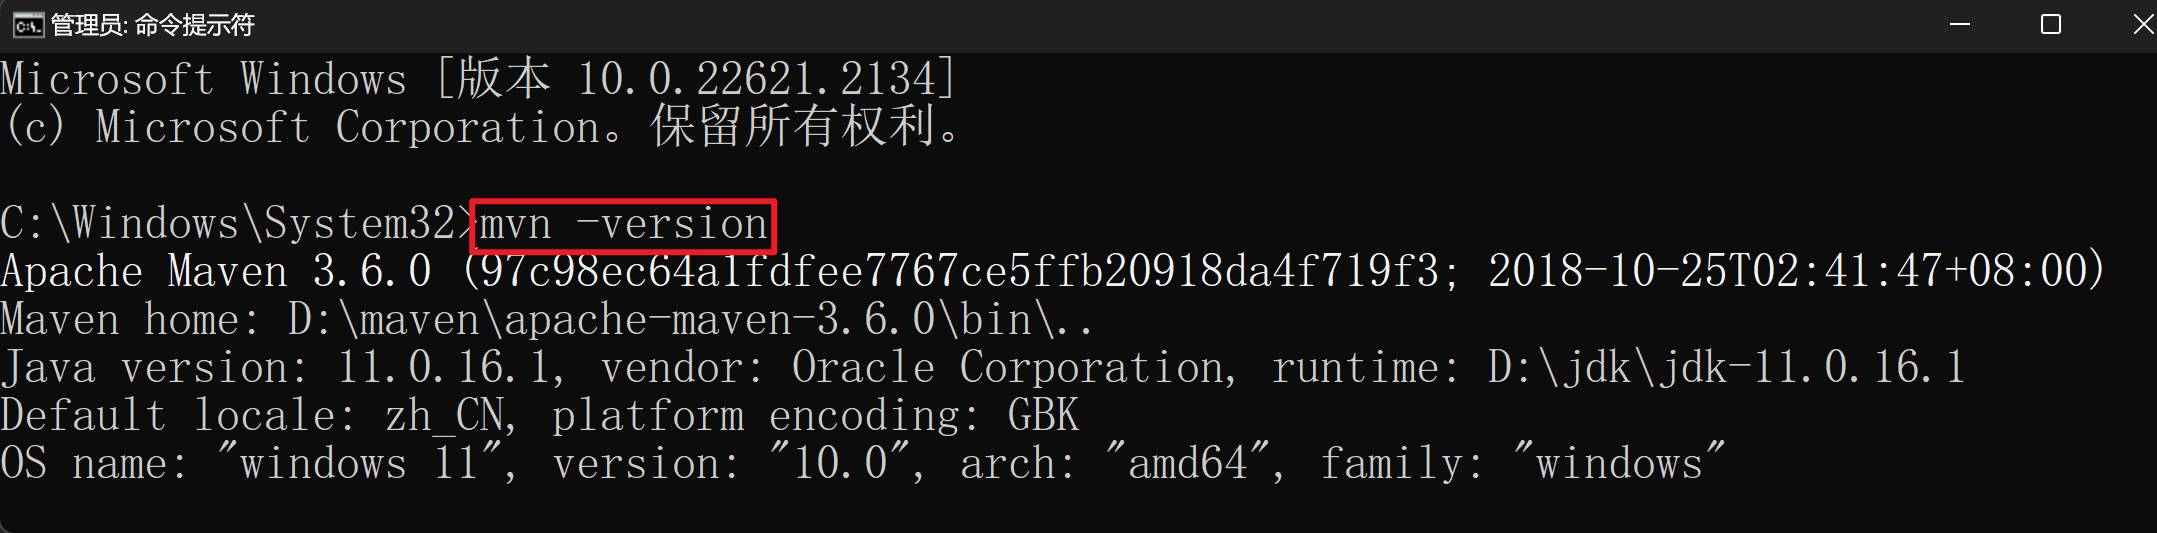 管理员: 命令提示符
Microsoft Windows [版本 10.0.22621.2134]
(c) Microsoft Corporation。保留所有权利。
C:\Windows\System32>mvn -version
Apache Maven 3.6.0 (97c98ec64a1fdfee7767ce5ffb20918da4f719f3; 2018-10-25T02:41:47+08:00)
Maven home: D:\maven\apache-maven-3.6.0\bin\..
Java version: 11.0.16.1, vendor: Oracle Corporation, runtime: D:\jdk\jdk-11.0.16.1
Default locale: zh_CN, platform encoding: GBK
OS name: "windows 11", version: "10.0", arch: "amd64", family: "windows"